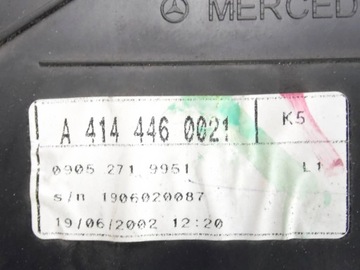 MERCED
A 414 446 0021
K5
0905 271 9951
L1
s/n 1906020087
19/06/2002 12:20